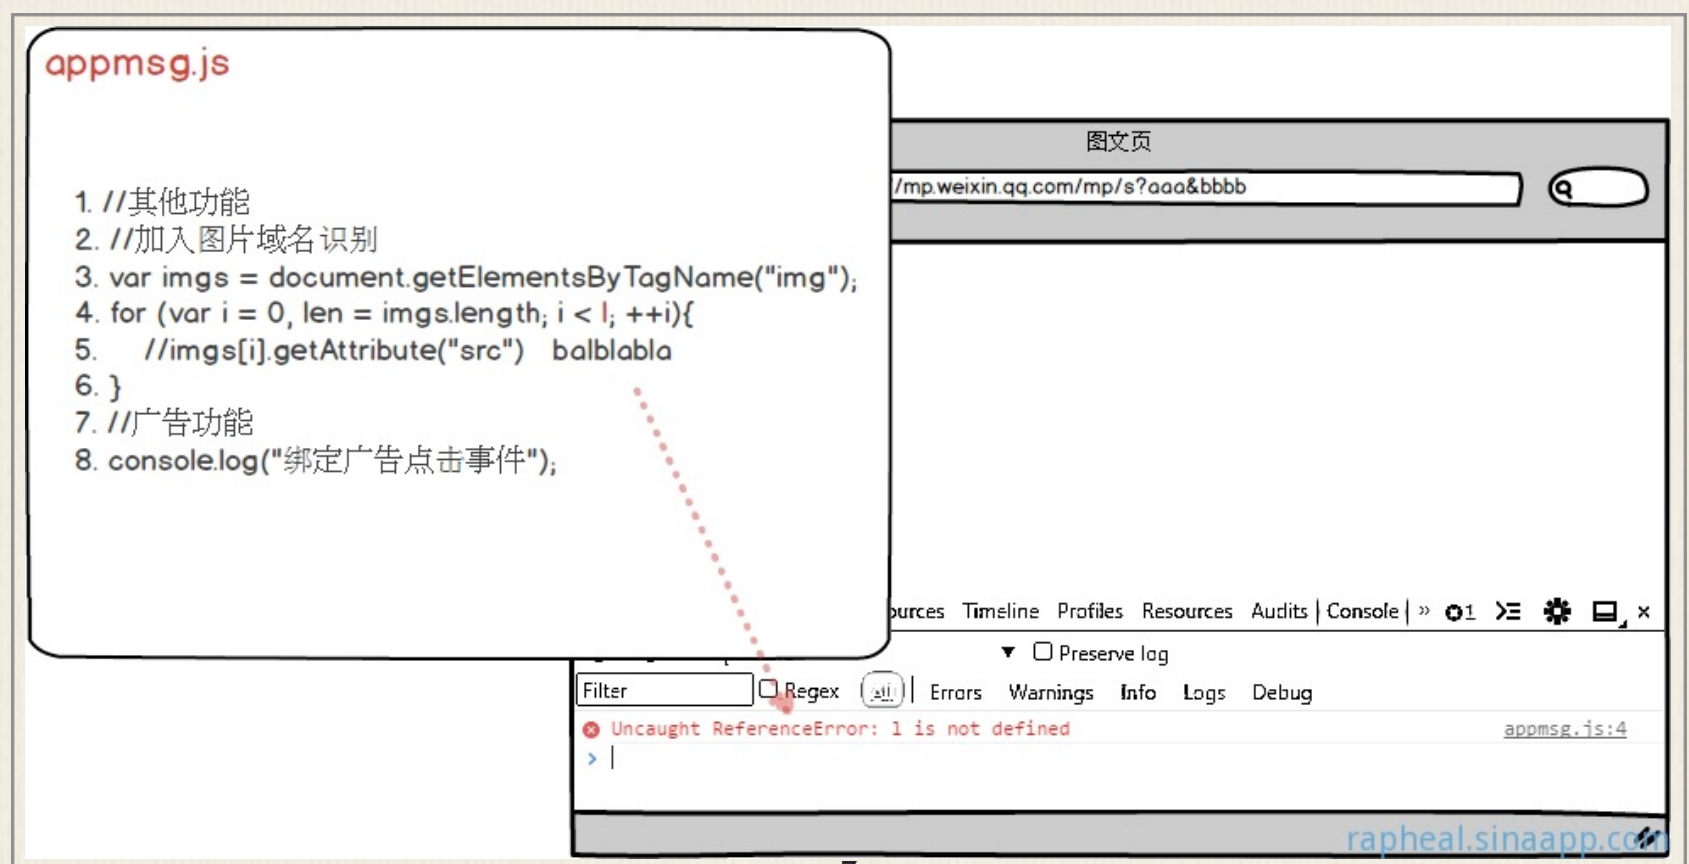 appmsg.js
图文页
/mp.weixin.qq.com/mp/s?aaa&bbbb
1. //其他功能
2. //加入图片域名识别
3. var imgs = document.getElementsByTagName("img");
4. for (var i = 0, len = imgs.length; i < l; ++i){
5. //imgs[i].getAttribute("src") balblabla
6. }
7. //广告功能
8. console.log("绑定广告点击事件");
ources Timeline Profiles Resources Audits Console » 1 ×
Preserve log
Filter Regex All Errors Warnings Info Logs Debug
Uncaught ReferenceError: l is not defined appmsg.js:4
>
rapheal.sinaapp.com